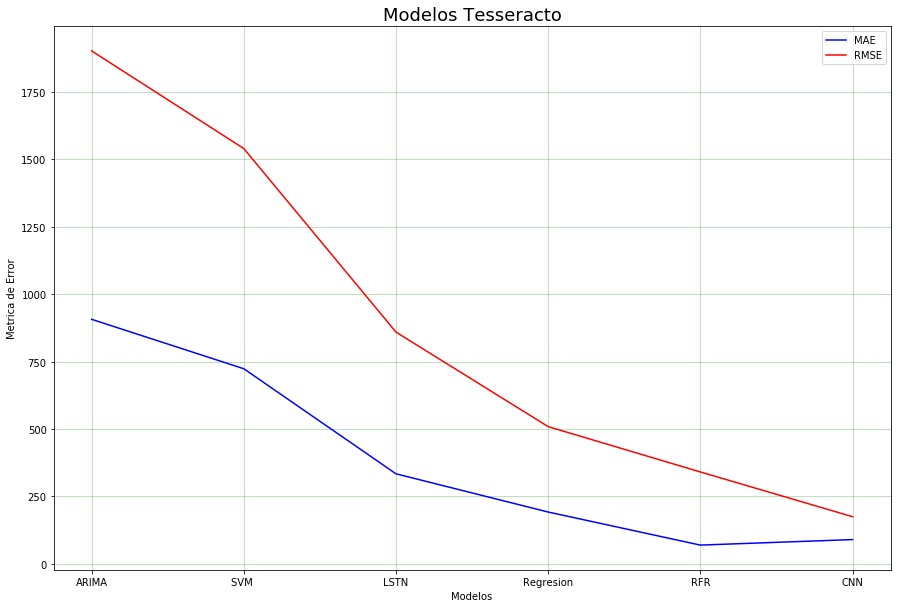 Modelos Tesseracto
MAE
RMSE
1750
1500
1250
1000
750
500
250
0
Metrica de Error
ARIMA SVM LSTN Regresion RFR CNN
Modelos